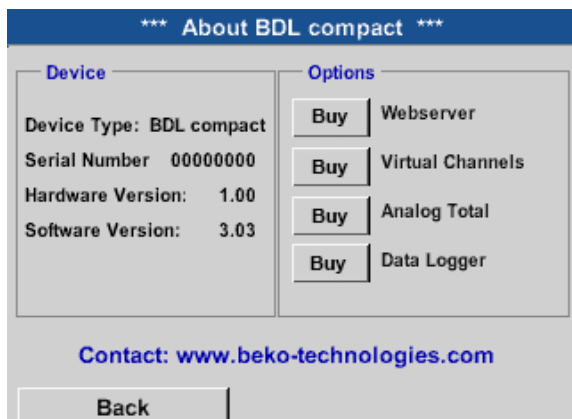 *** About BDL compact ***
Device
Device Type: BDL compact
Serial Number 00000000
Hardware Version: 1.00
Software Version: 3.03
Options
Buy Webserver
Buy Virtual Channels
Buy Analog Total
Buy Data Logger
Contact: www.beko-technologies.com
Back